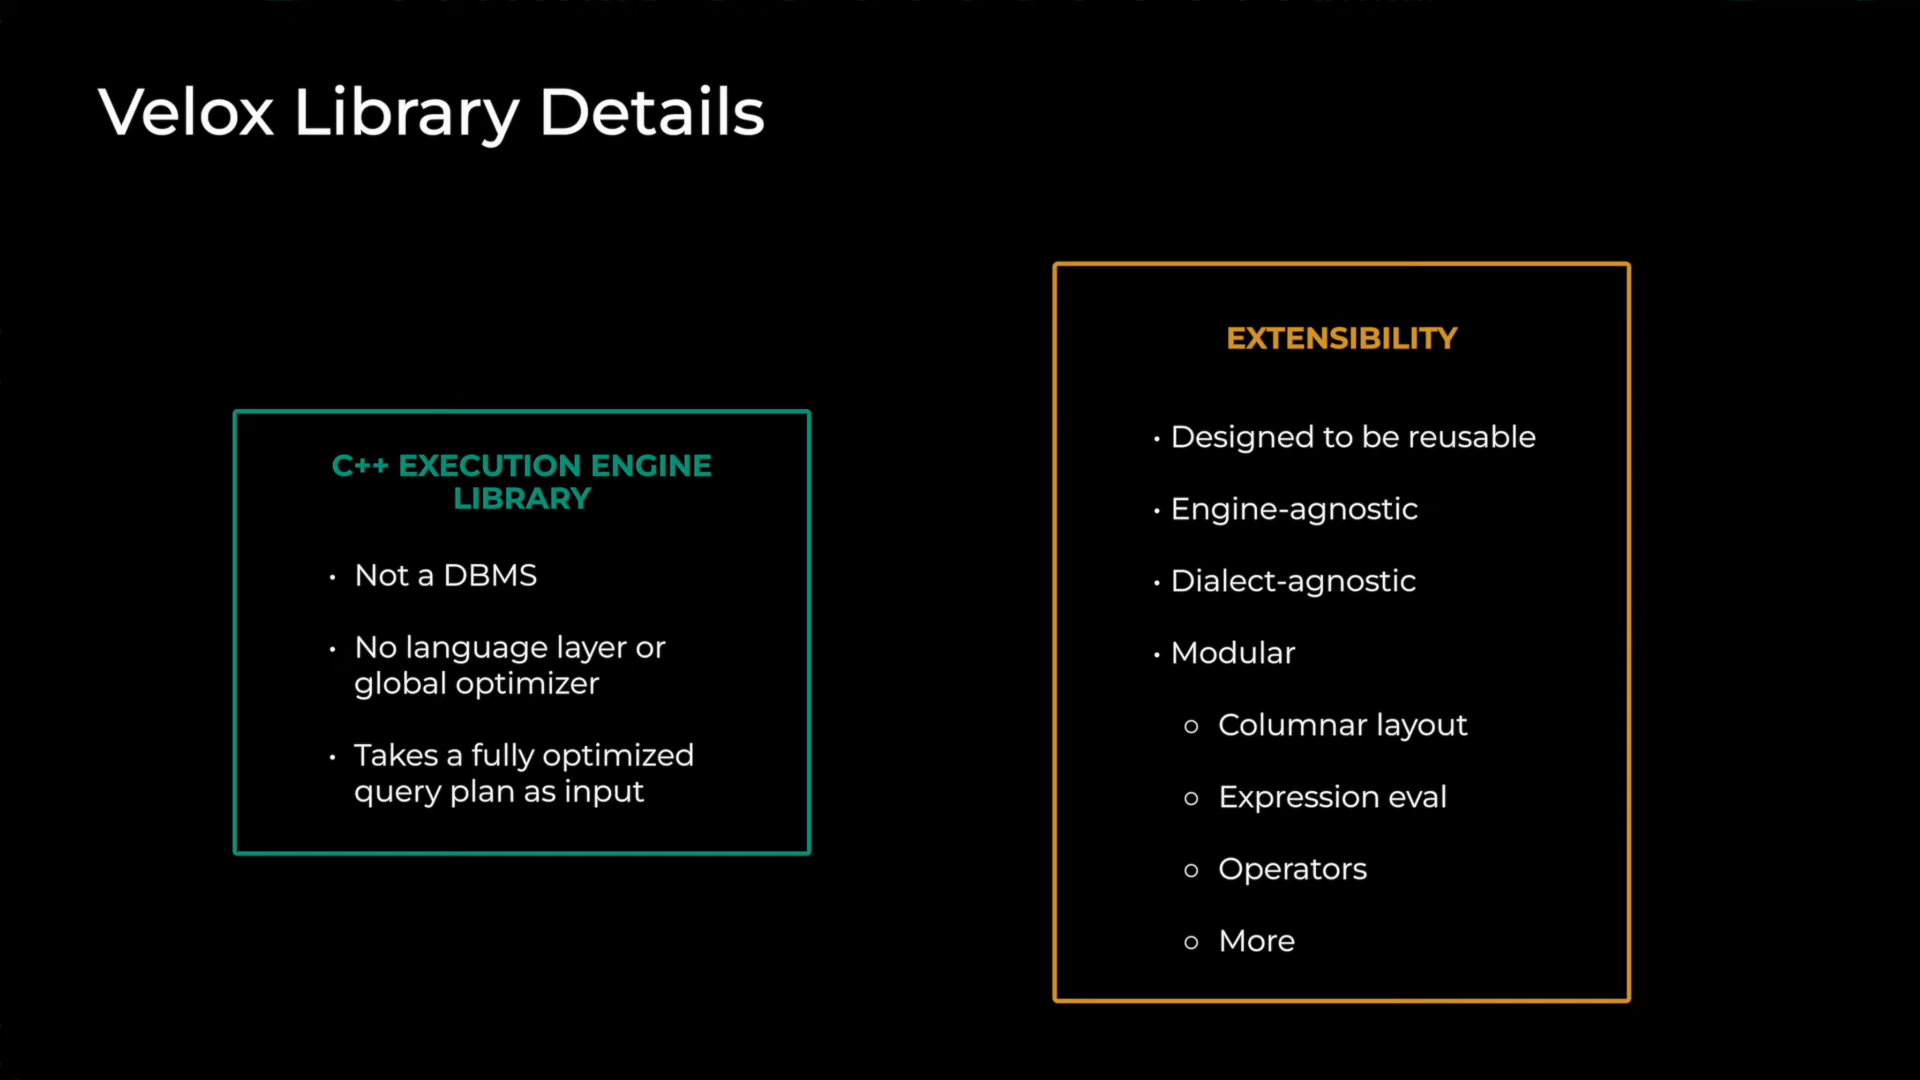 Velox Library Details
C++ EXECUTION ENGINE
LIBRARY
• Not a DBMS
• No language layer or
global optimizer
• Takes a fully optimized
query plan as input
EXTENSIBILITY
• Designed to be reusable
• Engine-agnostic
• Dialect-agnostic
• Modular
○ Columnar layout
○ Expression eval
○ Operators
○ More